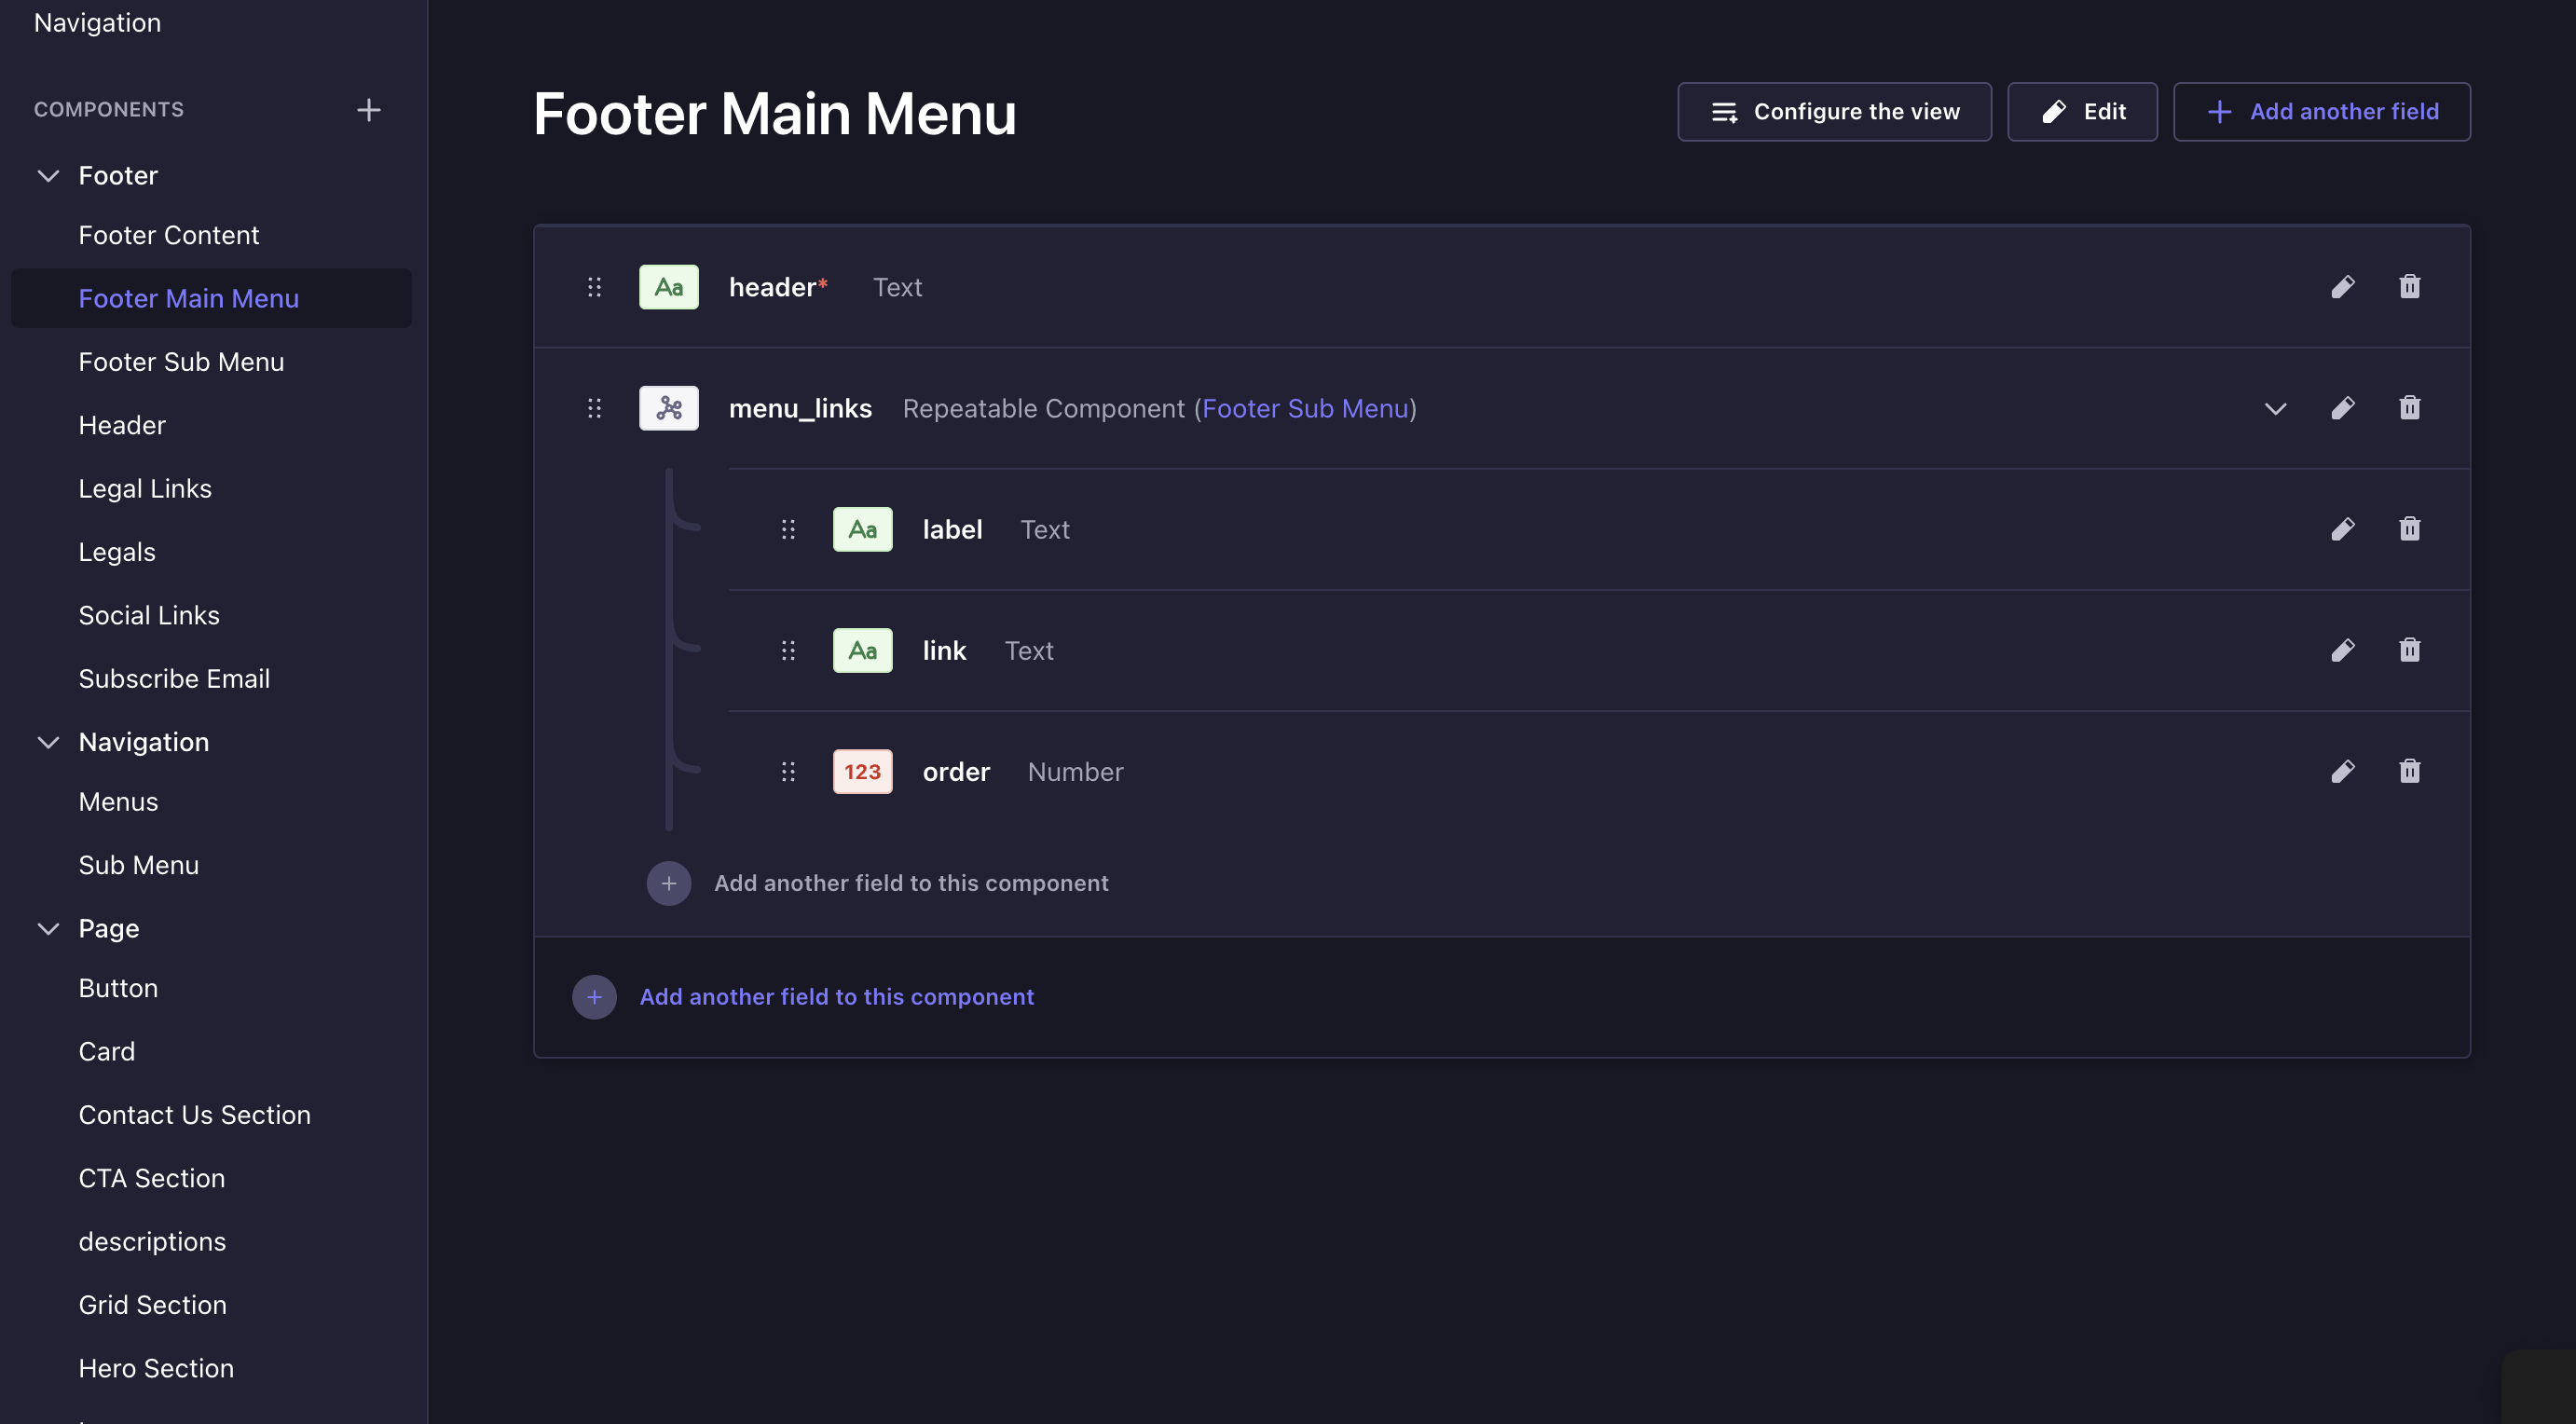 Navigation
COMPONENTS
Footer
Footer Content
Footer Main Menu
Footer Sub Menu
Header
Legal Links
Legals
Social Links
Subscribe Email
Navigation
Menus
Sub Menu
Page
Button
Card
Contact Us Section
CTA Section
descriptions
Grid Section
Hero Section
Footer Main Menu
Configure the view
Edit
Add another field
Aa header* Text
menu_links Repeatable Component (Footer Sub Menu)
Aa label Text
Aa link Text
123 order Number
Add another field to this component
Add another field to this component